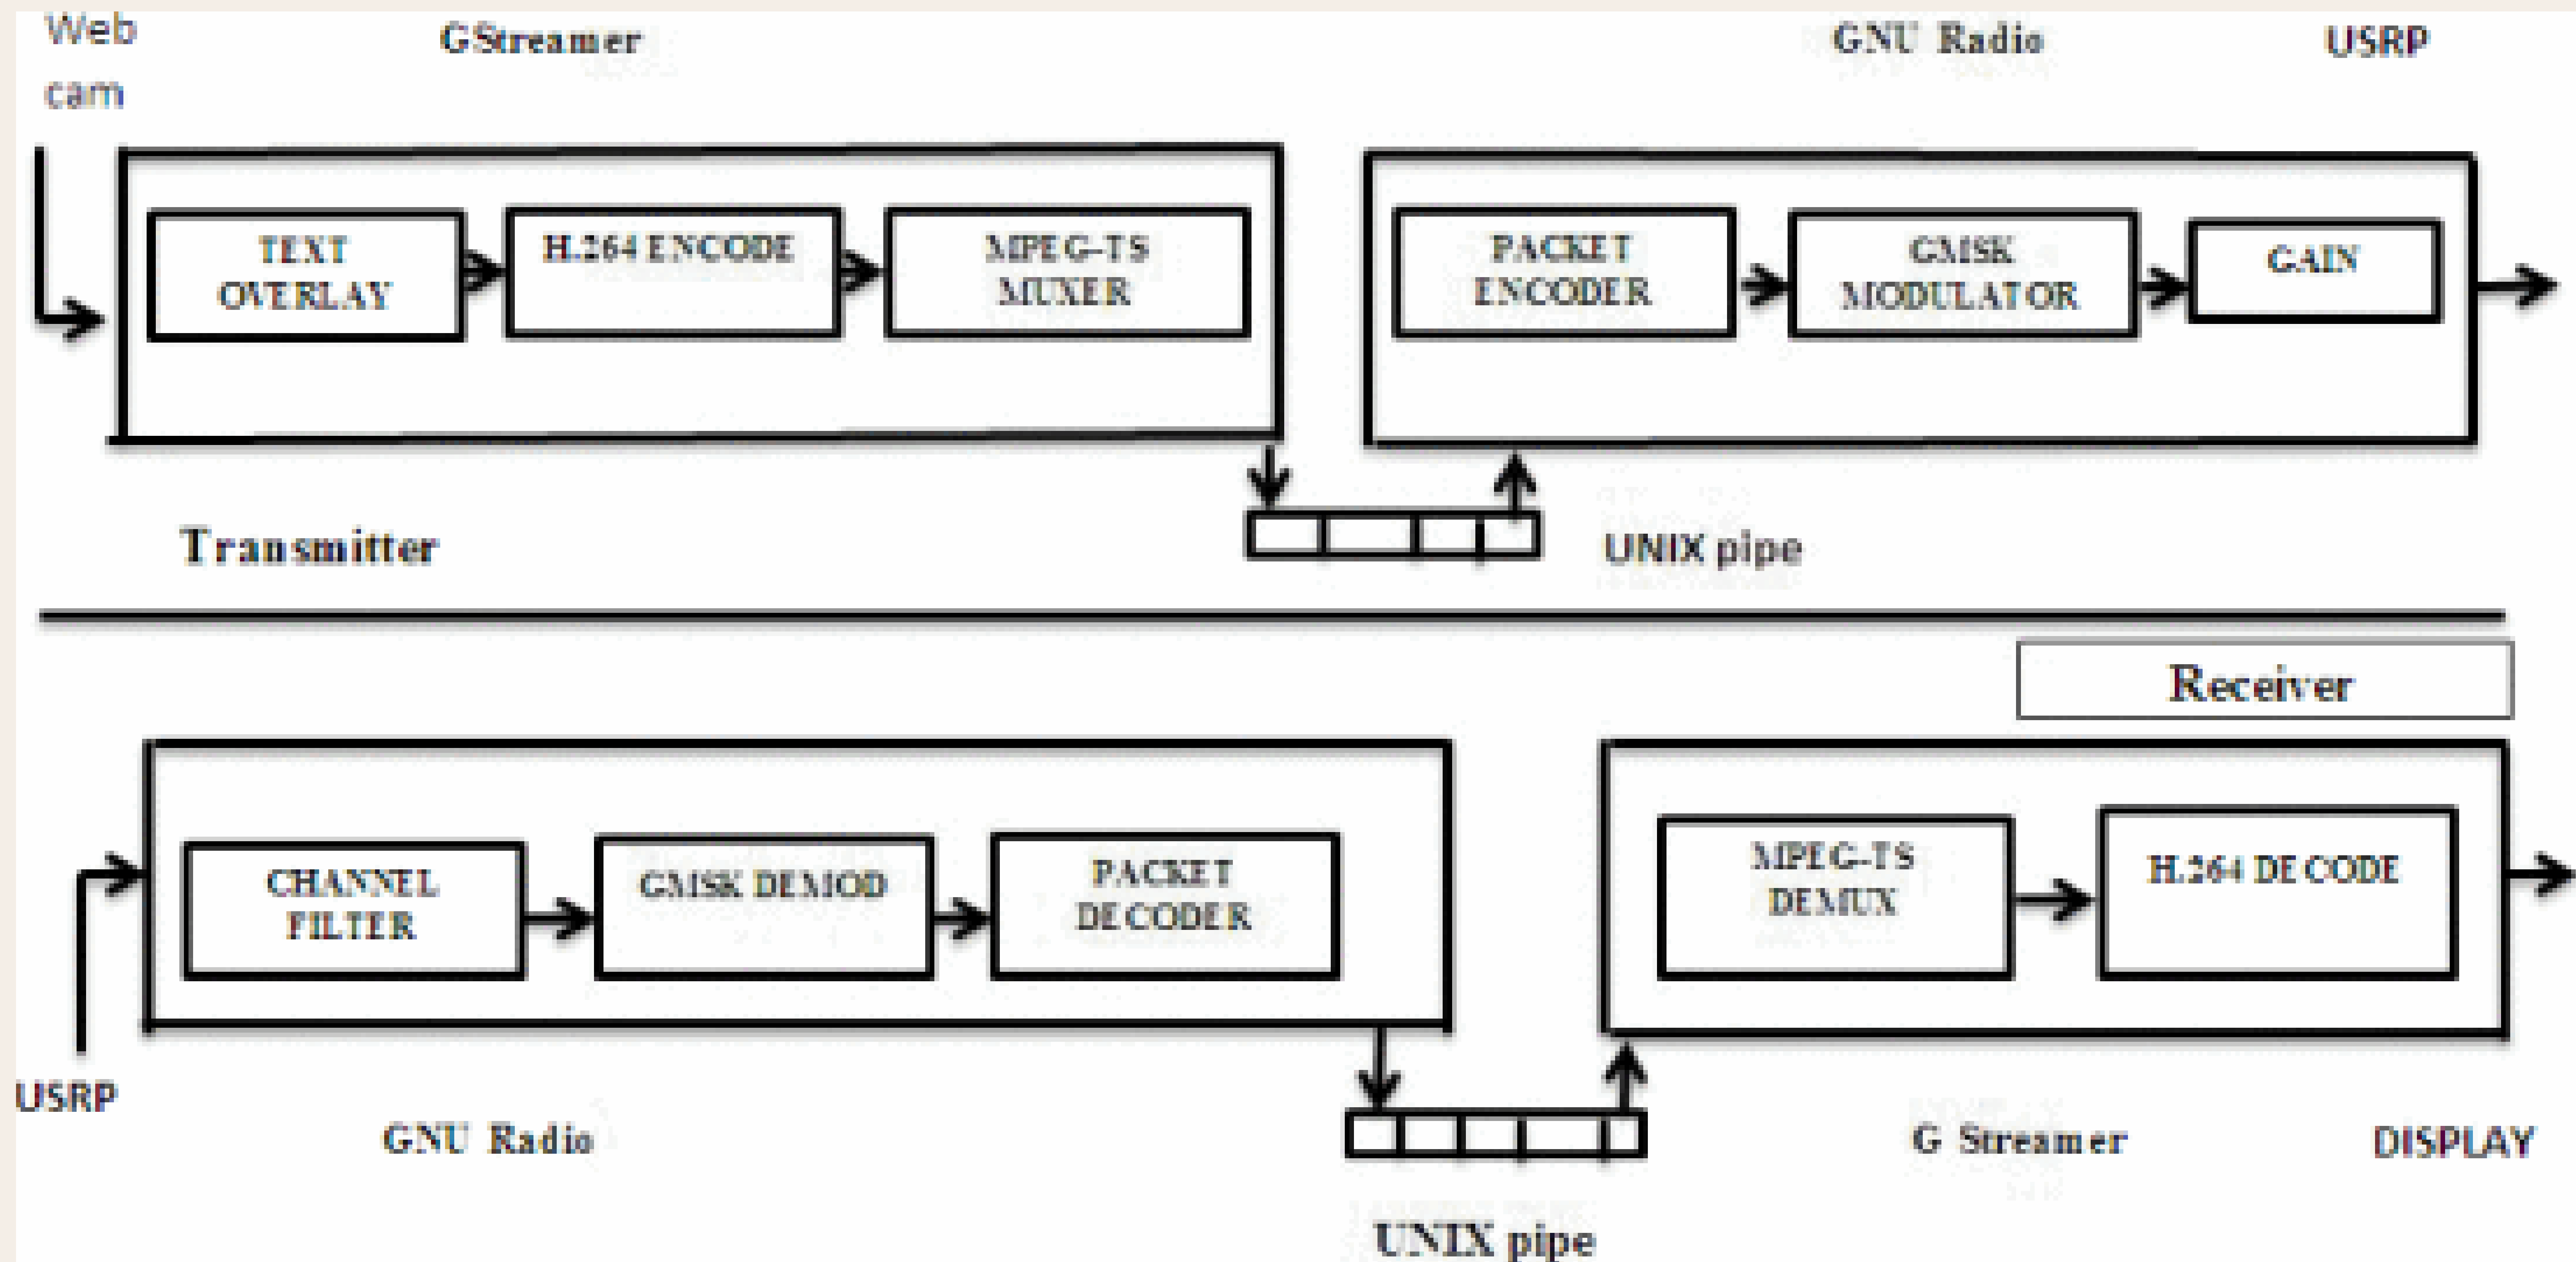 Web
cam
GStreamer
GNU Radio
USRP
TEXT
OVERLAY
H.264 ENCODE
MPEG-TS
MUXER
PACKET
ENCODER
GMSK
MODULATOR
GAIN
Transmitter
UNIX pipe
Receiver
CHANNEL
FILTER
GMSK DEMOD
PACKET
DECODER
MPEG-TS
DEMUX
H.264 DECODE
USRP
GNU Radio
G Streamer
DISPLAY
UNIX pipe